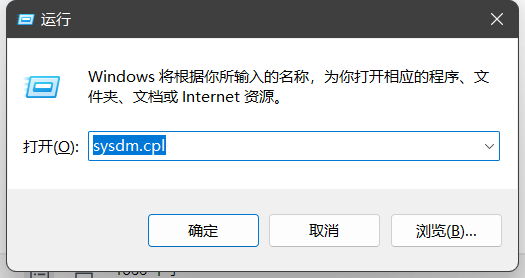 运行
Windows 将根据你所输入的名称，为你打开相应的程序、文
件夹、文档或 Internet 资源。
打开(O): sysdm.cpl
确定 取消 浏览(B)...